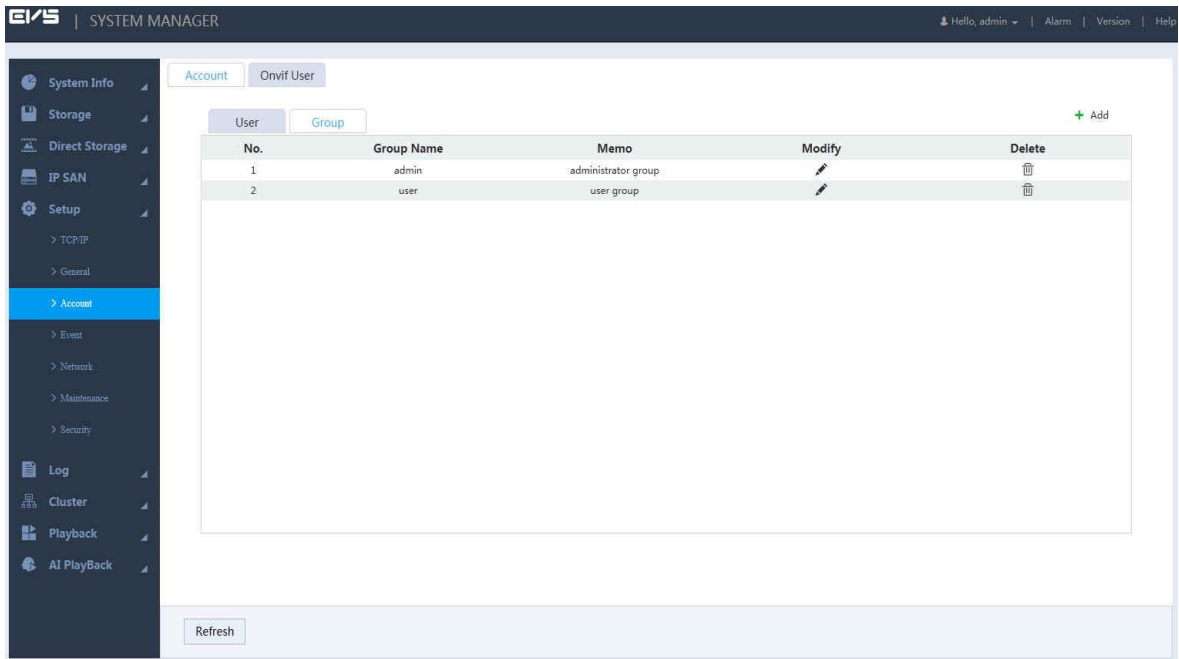 EVS | SYSTEM MANAGER
Hello, admin | Alarm | Version | Help
System Info
Storage
Direct Storage
IP SAN
Setup
> TCP/IP
> General
> Account
> Event
> Network
> Maintenance
> Security
Log
Cluster
Playback
AI PlayBack
Account Onvif User
User Group + Add
No. Group Name Memo Modify Delete
1 admin administrator group
2 user user group
Refresh